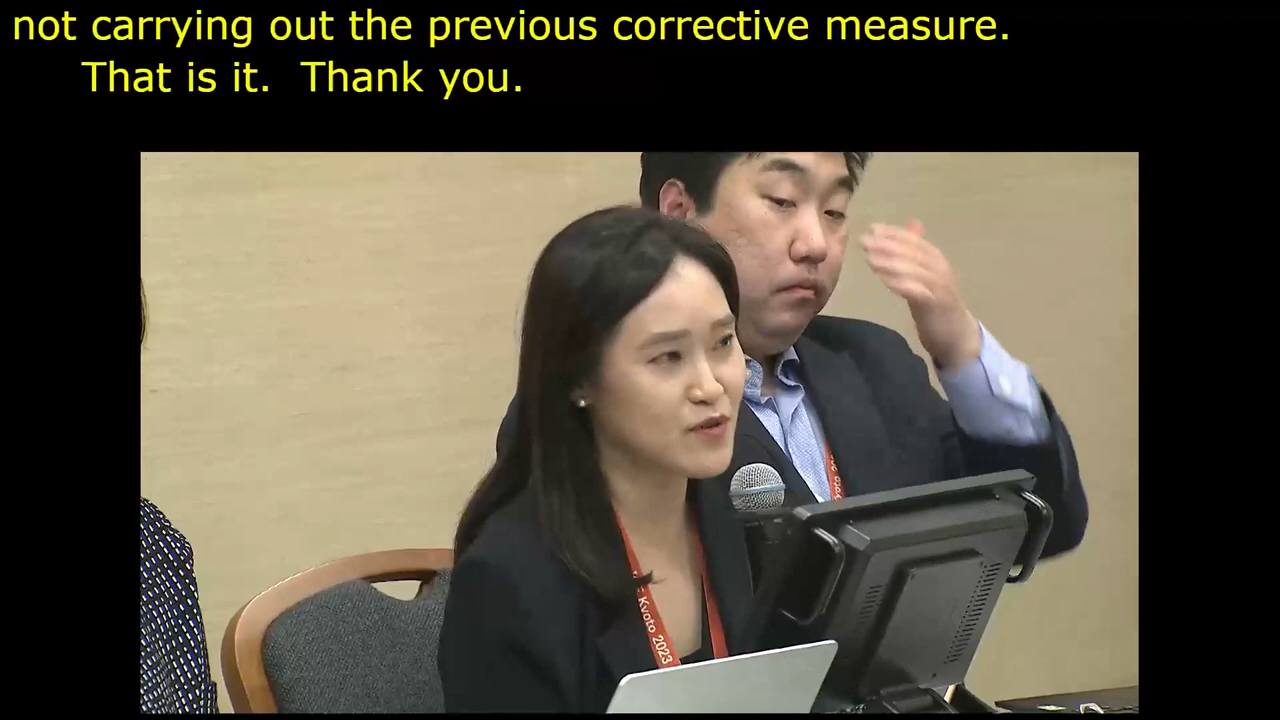 not carrying out the previous corrective measure.
That is it.  Thank you.
Kyoto 2023